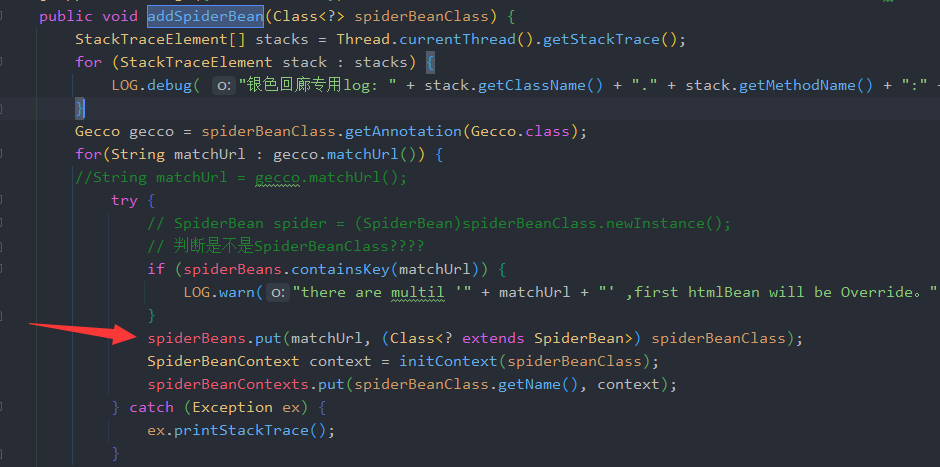 public void addSpiderBean(Class<?> spiderBeanClass) {
StackTraceElement[] stacks = Thread.currentThread().getStackTrace();
for (StackTraceElement stack : stacks) {
LOG.debug( o: "银色回廊专用log: " + stack.getClassName() + "." + stack.getMethodName() + ":" +
}
Gecco gecco = spiderBeanClass.getAnnotation(Gecco.class);
for(String matchUrl : gecco.matchUrl()) {
//String matchUrl = gecco.matchUrl();
try {
// SpiderBean spider = (SpiderBean)spiderBeanClass.newInstance();
// 判断是不是SpiderBeanClass????
if (spiderBeans.containsKey(matchUrl)) {
LOG.warn( o: "there are multil '" + matchUrl + "' ,first htmlBean will be Override。"
}
spiderBeans.put(matchUrl, (Class<? extends SpiderBean>) spiderBeanClass);
SpiderBeanContext context = initContext(spiderBeanClass);
spiderBeanContexts.put(spiderBeanClass.getName(), context);
} catch (Exception ex) {
ex.printStackTrace();
}